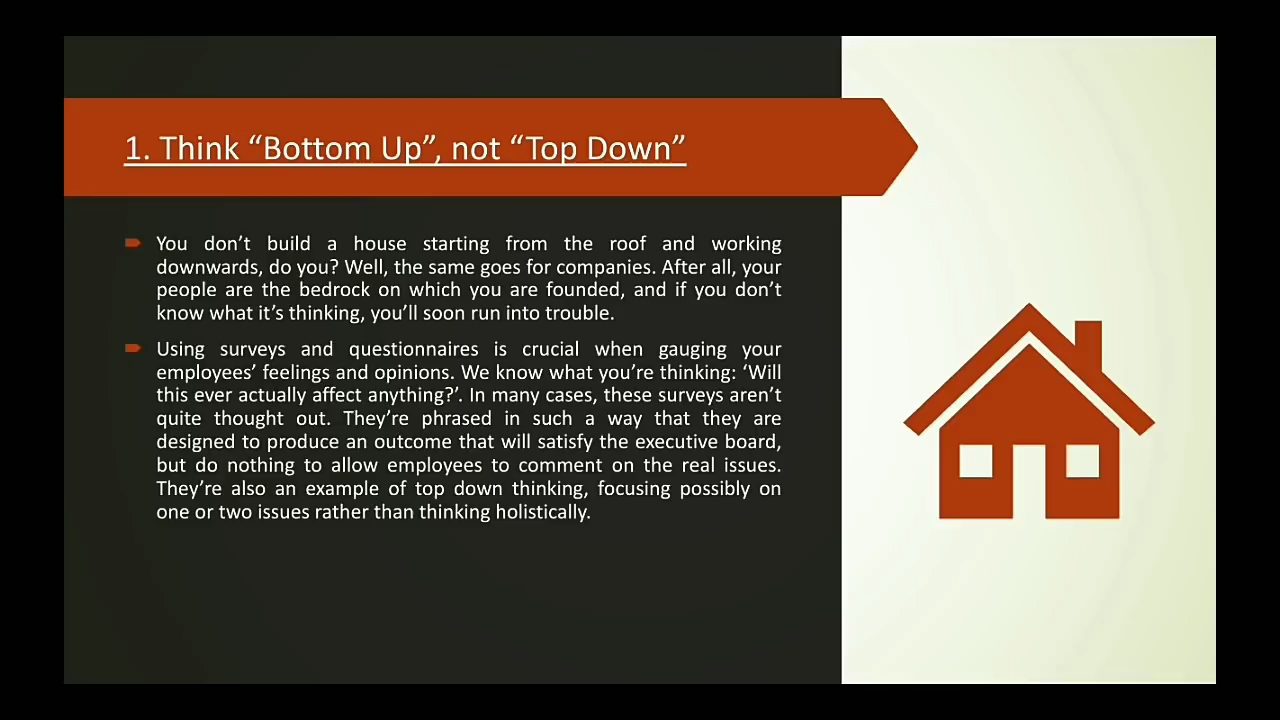 1. Think “Bottom Up”, not “Top Down”
You don’t build a house starting from the roof and working
downwards, do you? Well, the same goes for companies. After all, your
people are the bedrock on which you are founded, and if you don’t
know what it’s thinking, you’ll soon run into trouble.
Using surveys and questionnaires is crucial when gauging your
employees’ feelings and opinions. We know what you’re thinking: ‘Will
this ever actually affect anything?’. In many cases, these surveys aren’t
quite thought out. They’re phrased in such a way that they are
designed to produce an outcome that will satisfy the executive board,
but do nothing to allow employees to comment on the real issues.
They’re also an example of top down thinking, focusing possibly on
one or two issues rather than thinking holistically.